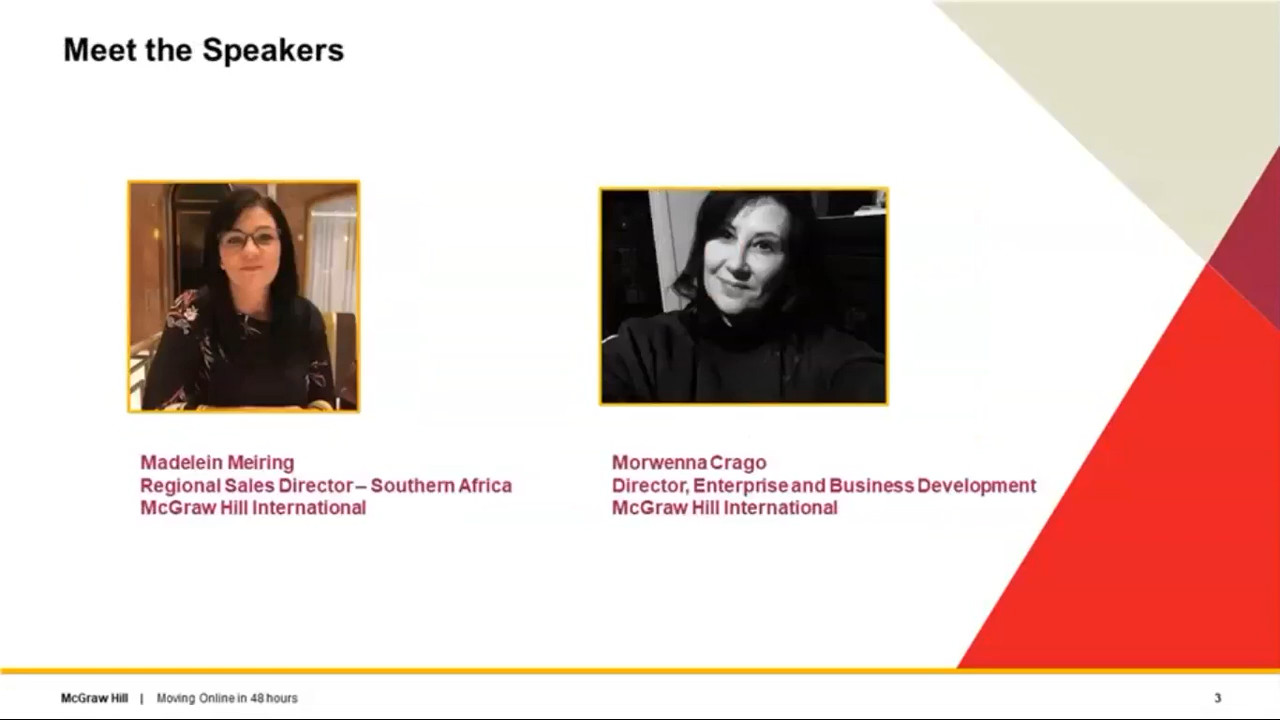 Meet the Speakers
Madelein Meiring
Regional Sales Director – Southern Africa
McGraw Hill International
Morwenna Crago
Director, Enterprise and Business Development
McGraw Hill International
McGraw Hill | Moving Online in 48 hours
3